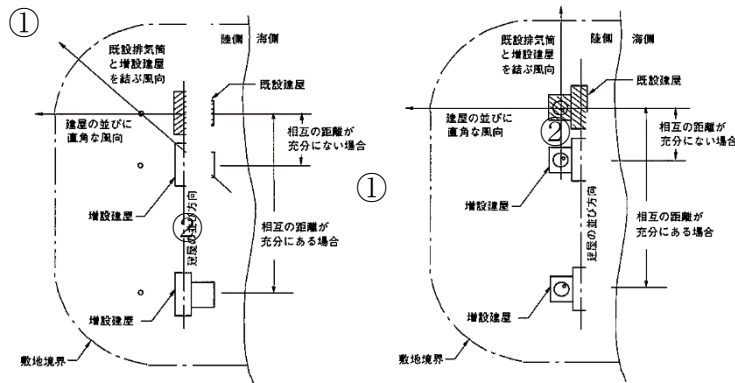 ①
既設排気筒
と増設建屋
を結ぶ風向
陸側
海側
既設建屋
建屋の並びに
直角な風向
相互の距離が
充分にない場合
増設建屋
②
建屋の並び方向
相互の距離が
充分にある場合
増設建屋
敷地境界
①
既設排気筒
と増設建屋
を結ぶ風向
陸側
海側
既設建屋
建屋の並びに
直角な風向
②
相互の距離が
充分にない場合
増設建屋
建屋の並び方向
相互の距離が
充分にある場合
増設建屋
敷地境界